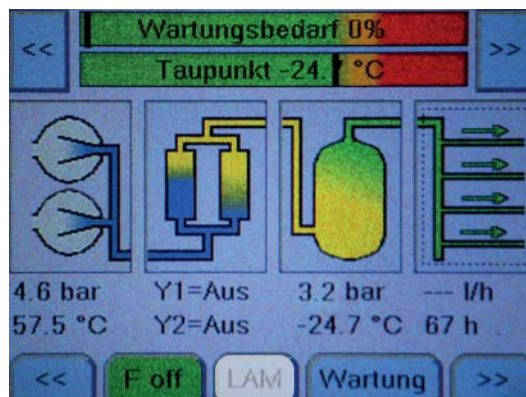 << Wartungsbedarf 0% >>
Taupunkt -24.7 °C
4.6 bar Y1=Aus 3.2 bar --- l/h
57.5 °C Y2=Aus -24.7 °C 67 h
<< F off LAM Wartung >>